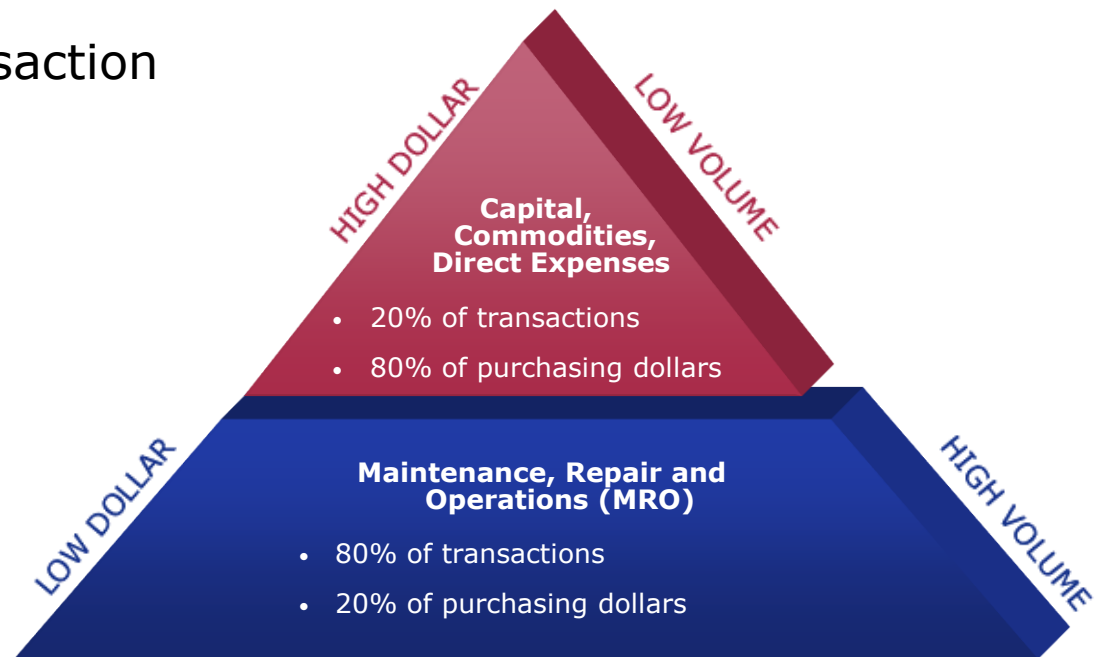 saction
HIGH DOLLAR
LOW VOLUME
Capital,
Commodities,
Direct Expenses
• 20% of transactions
• 80% of purchasing dollars
LOW DOLLAR
HIGH VOLUME
Maintenance, Repair and
Operations (MRO)
• 80% of transactions
• 20% of purchasing dollars